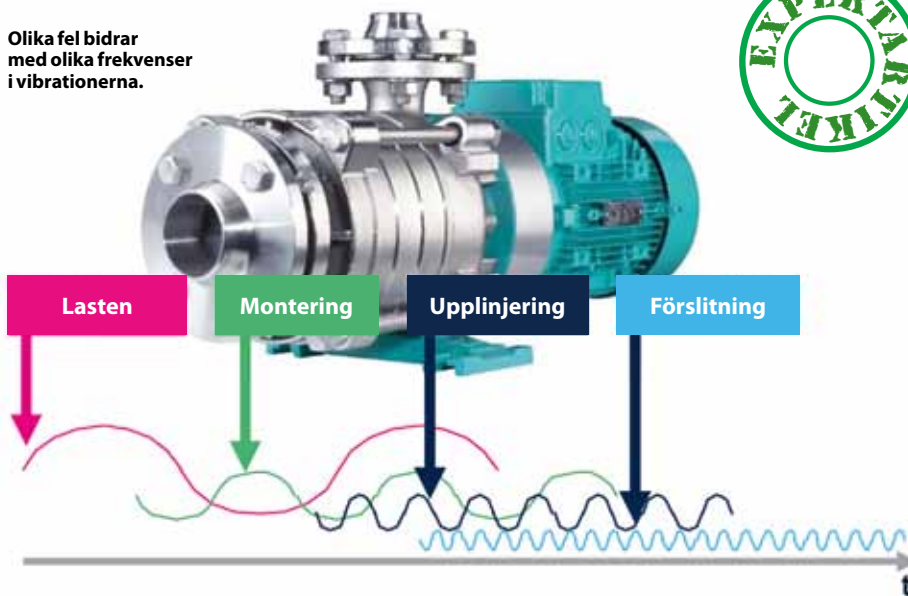 Olika fel bidrar
med olika frekvenser
i vibrationerna.
EXPERTARTIKEL
Lasten
Montering
Upplinjering
Förslitning
t